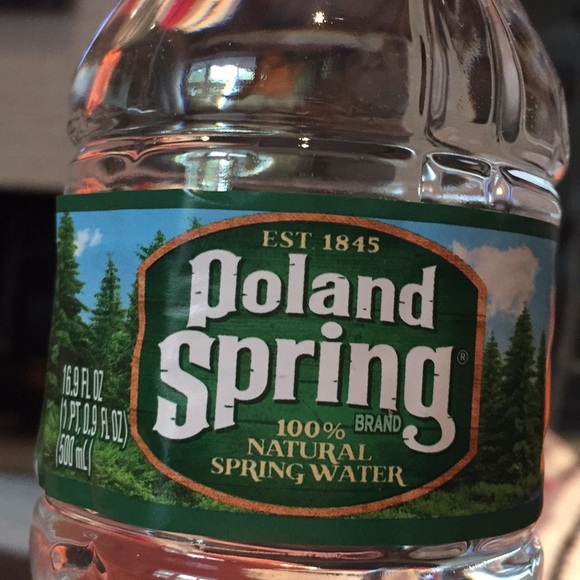 EST. 1845
Poland
Spring®
BRAND
100%
NATURAL
SPRING WATER
16.9 FL OZ
(1 PT, 0.9 FL OZ)
(500 mL)